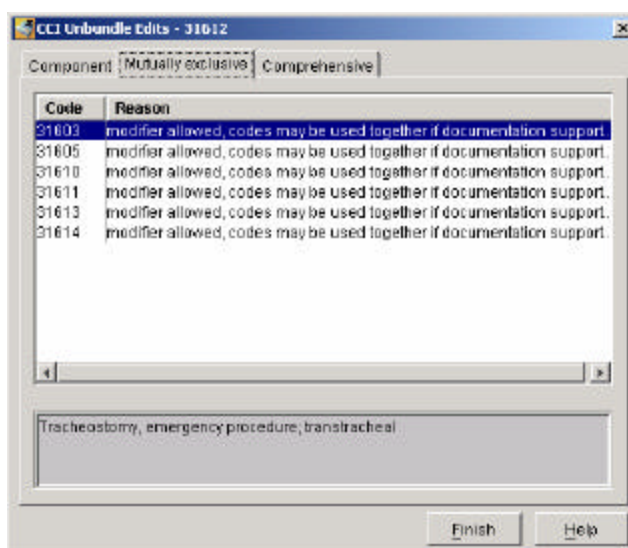 CCI Unbundle Edits - 31612
Component Mutually exclusive Comprehensive
Code Reason
31603 modifier allowed, codes may be used together if documentation support.
31605 modifier allowed, codes may be used together if documentation support.
31610 modifier allowed, codes may be used together if documentation support.
31611 modifier allowed, codes may be used together if documentation support.
31613 modifier allowed, codes may be used together if documentation support.
31614 modifier allowed, codes may be used together if documentation support.
Tracheostomy, emergency procedure; transtracheal
Finish Help